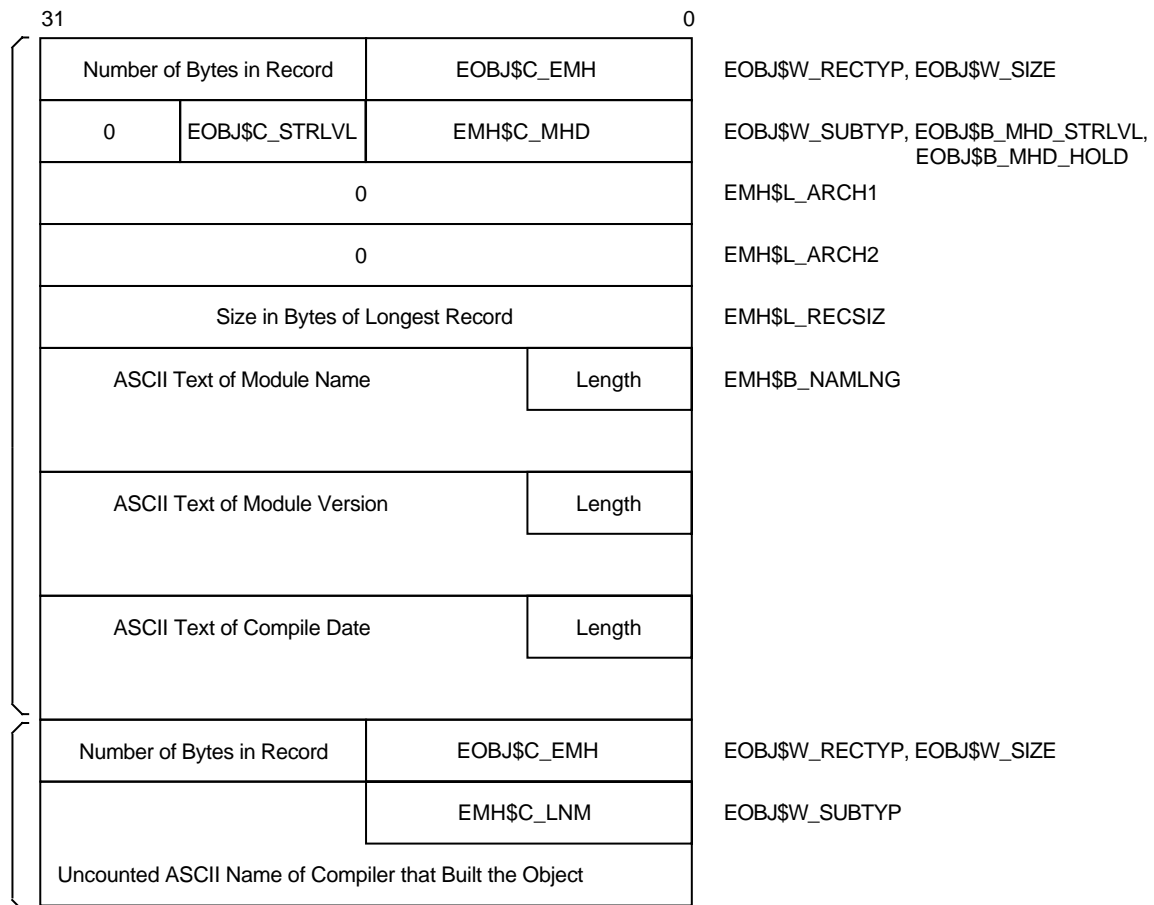 31 0
Number of Bytes in Record EOBJ$C_EMH EOBJ$W_RECTYP, EOBJ$W_SIZE
0 EOBJ$C_STRLVL EMH$C_MHD EOBJ$W_SUBTYP, EOBJ$B_MHD_STRLVL,
EOBJ$B_MHD_HOLD
0 EMH$L_ARCH1
0 EMH$L_ARCH2
Size in Bytes of Longest Record EMH$L_RECSIZ
ASCII Text of Module Name Length EMH$B_NAMLNG
ASCII Text of Module Version Length
ASCII Text of Compile Date Length
Number of Bytes in Record EOBJ$C_EMH EOBJ$W_RECTYP, EOBJ$W_SIZE
EMH$C_LNM EOBJ$W_SUBTYP
Uncounted ASCII Name of Compiler that Built the Object